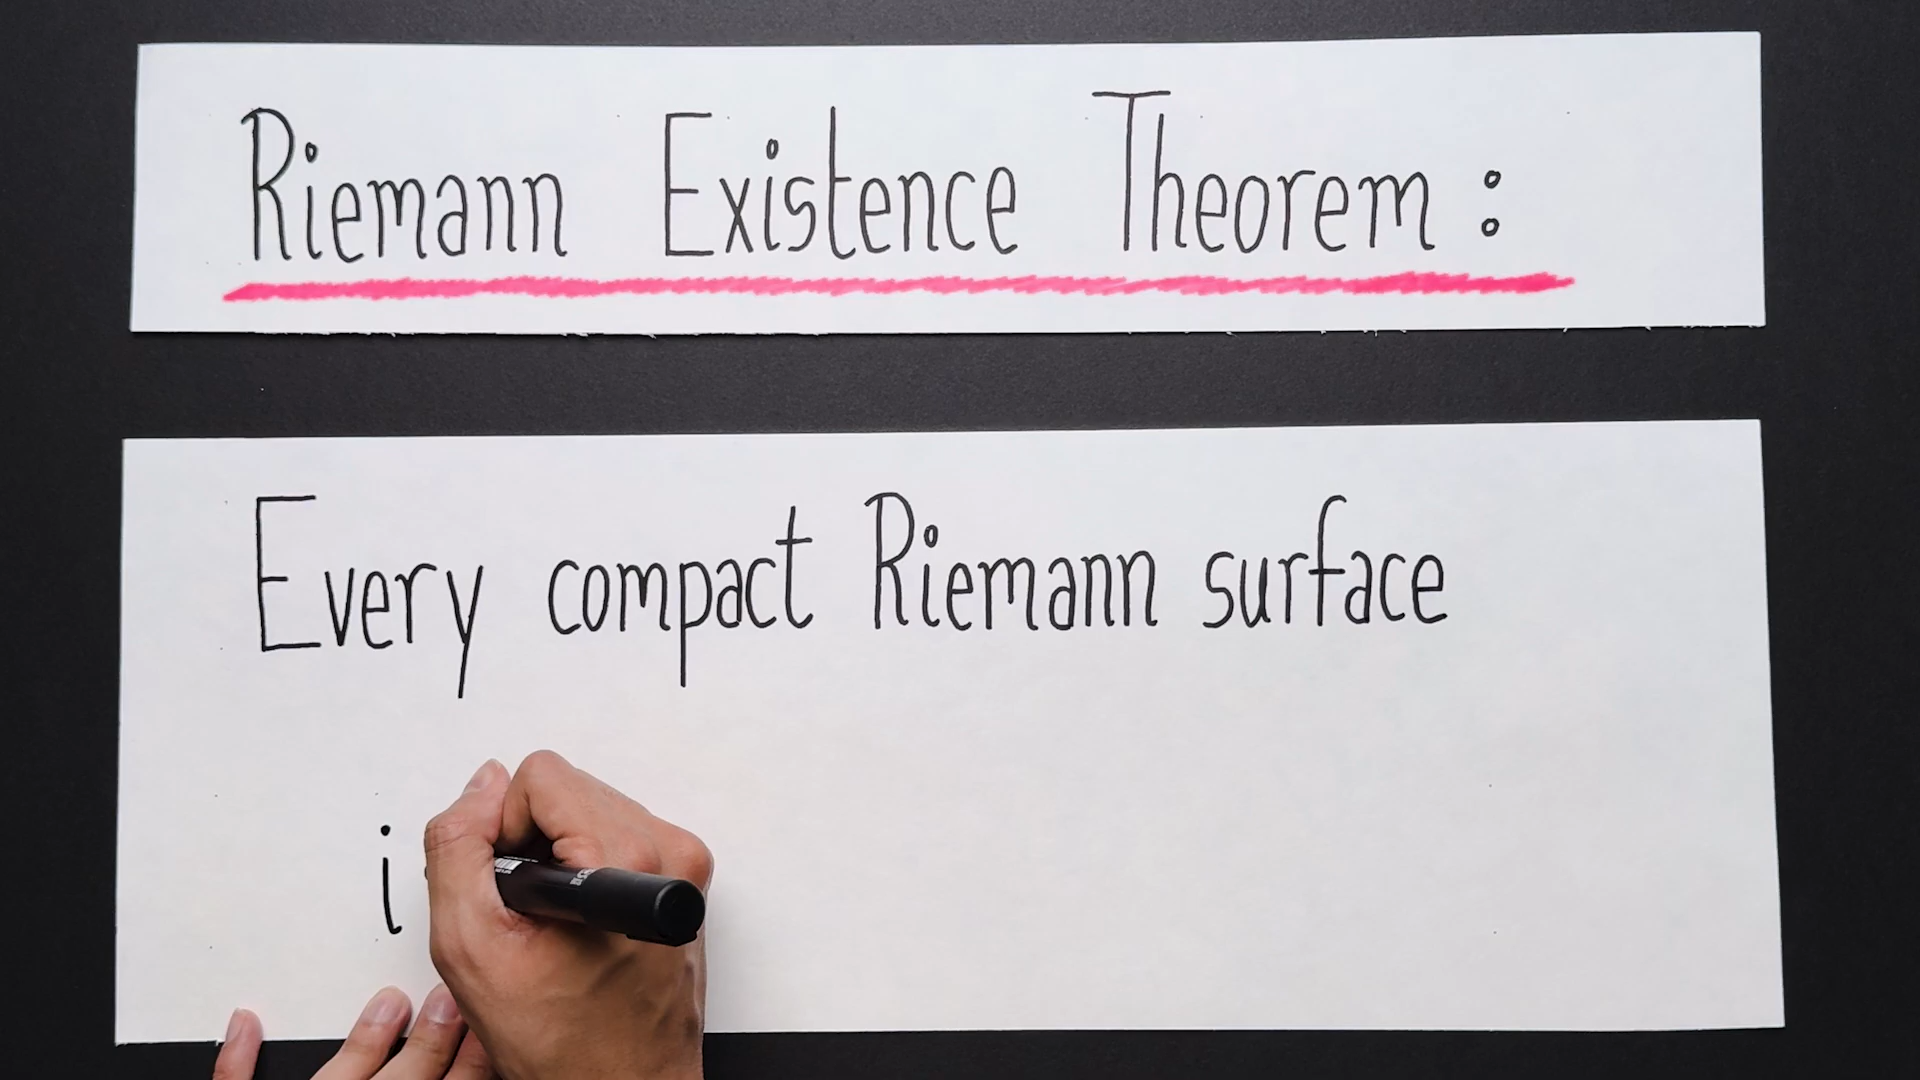 Riemann Existence Theorem :
Every compact Riemann surface
i